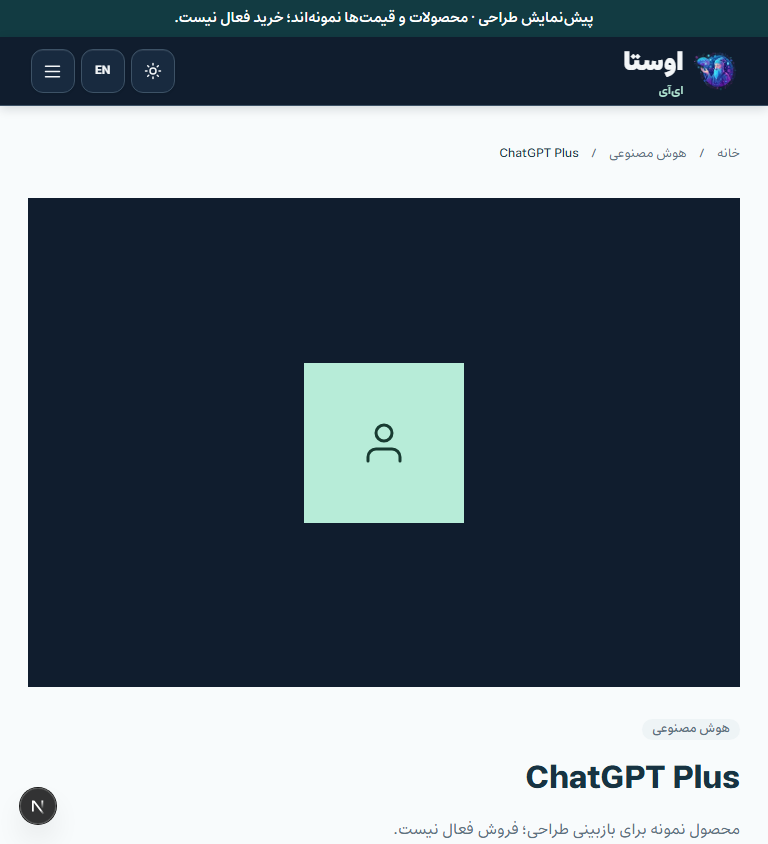 پیش‌نمایش طراحی · محصولات و قیمت‌ها نمونه‌اند؛ خرید فعال نیست.
اوستا
ای‌آی
EN
خانه / هوش مصنوعی / ChatGPT Plus
هوش مصنوعی
ChatGPT Plus
محصول نمونه برای بازبینی طراحی؛ فروش فعال نیست.
N